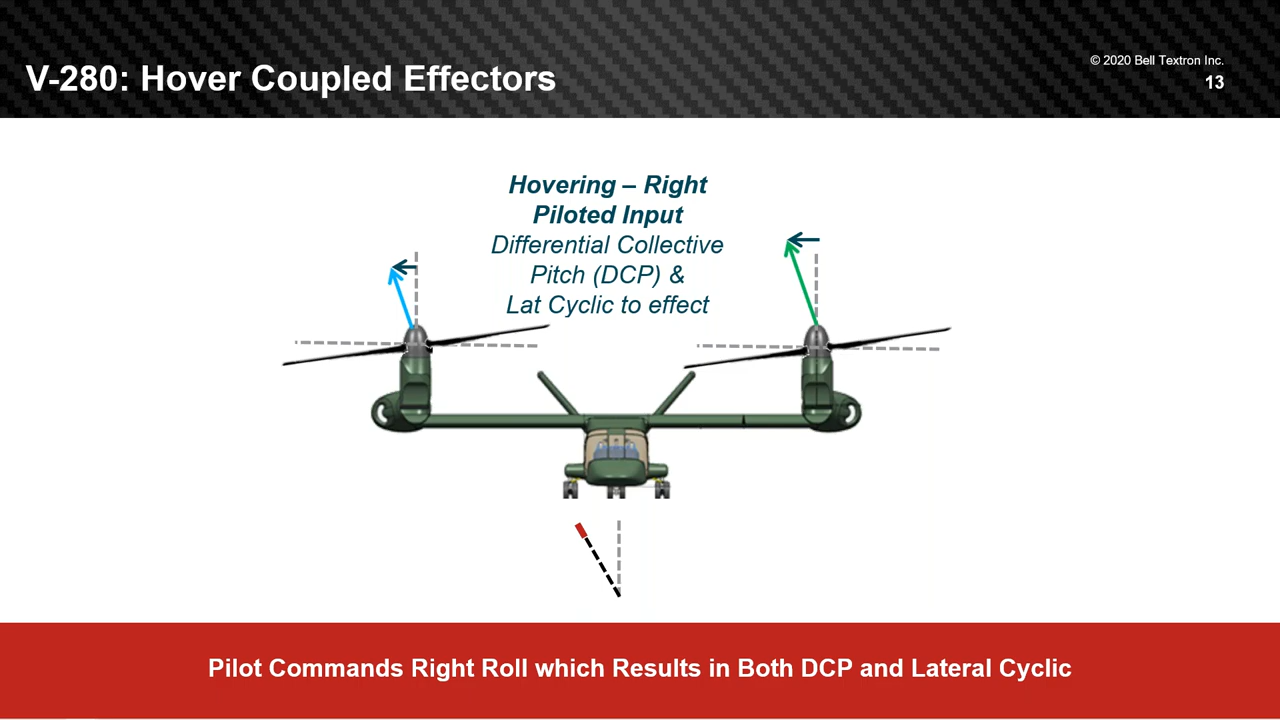 V-280: Hover Coupled Effectors
© 2020 Bell Textron Inc.
13
Hovering – Right
Piloted Input
Differential Collective
Pitch (DCP) &
Lat Cyclic to effect
Pilot Commands Right Roll which Results in Both DCP and Lateral Cyclic